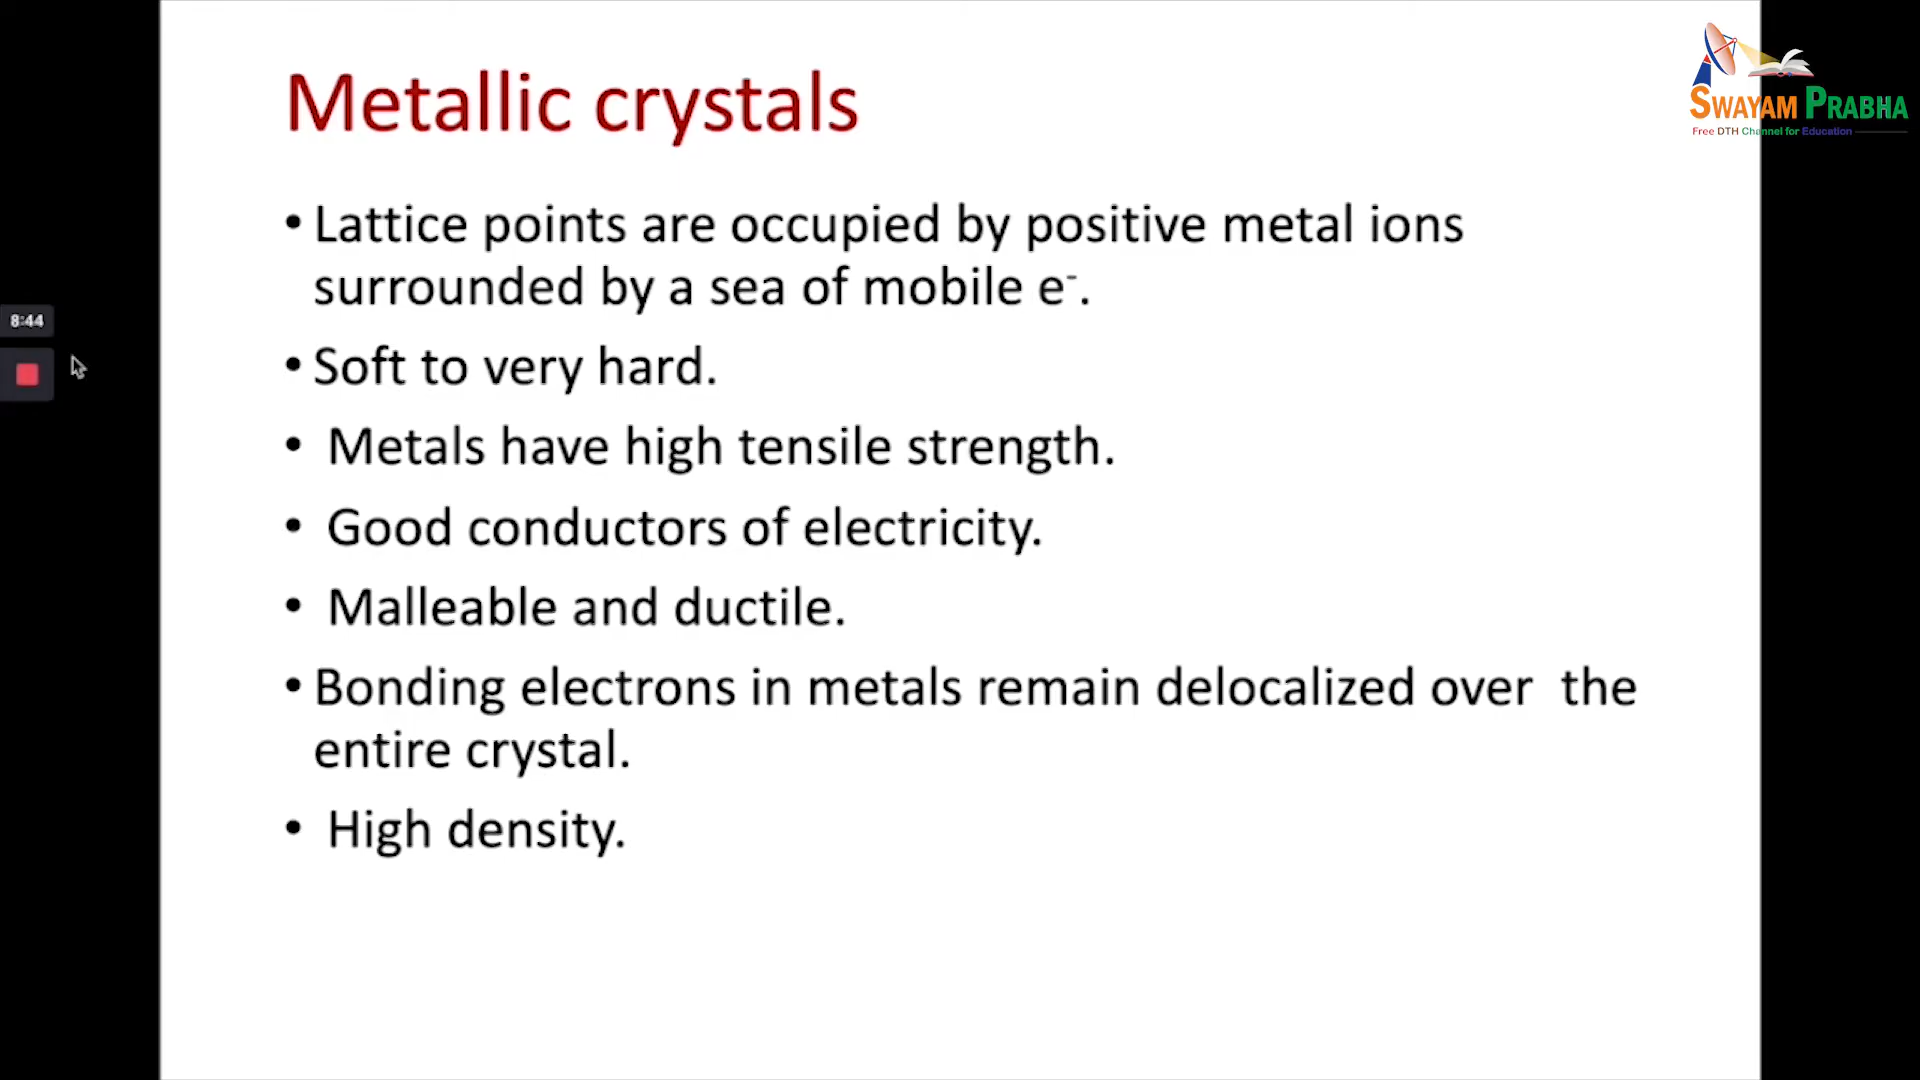 Metallic crystals
• Lattice points are occupied by positive metal ions
surrounded by a sea of mobile e⁻.
• Soft to very hard.
• Metals have high tensile strength.
• Good conductors of electricity.
• Malleable and ductile.
• Bonding electrons in metals remain delocalized over the
entire crystal.
• High density.
8:44
SWAYAM PRABHA
Free DTH Channel for Education